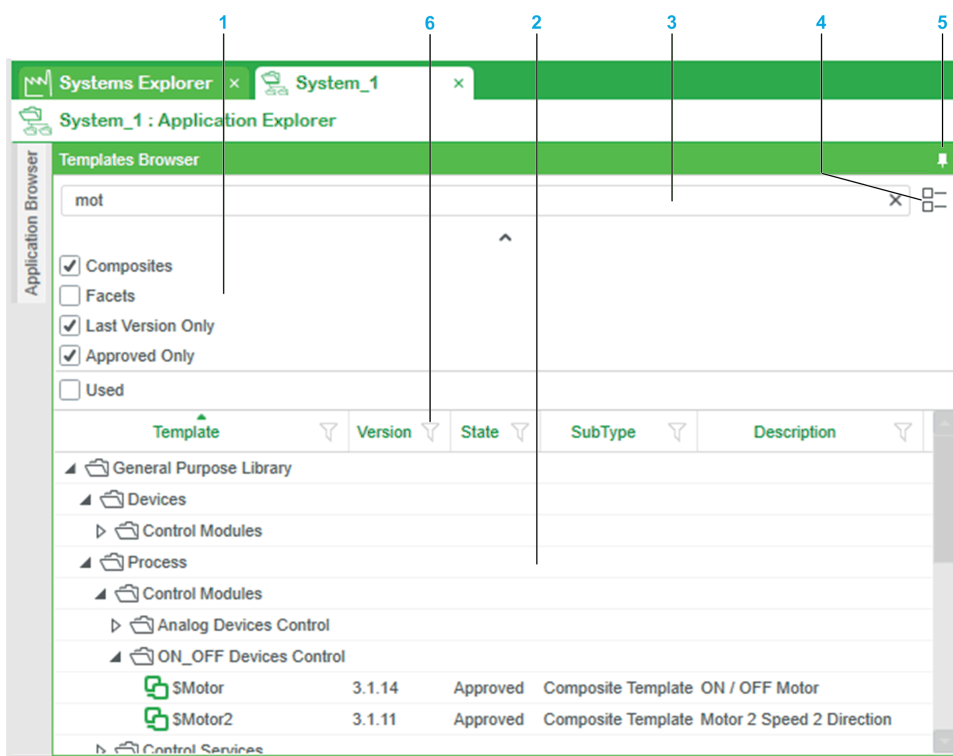 1 6 2 3 4 5
Systems Explorer × System_1 ×
System_1 : Application Explorer
Application Browser
Templates Browser
mot
Composites
Facets
Last Version Only
Approved Only
Used
Template Version State SubType Description
General Purpose Library
Devices
Control Modules
Process
Control Modules
Analog Devices Control
ON_OFF Devices Control
$Motor 3.1.14 Approved Composite Template ON / OFF Motor
$Motor2 3.1.11 Approved Composite Template Motor 2 Speed 2 Direction
Control Services